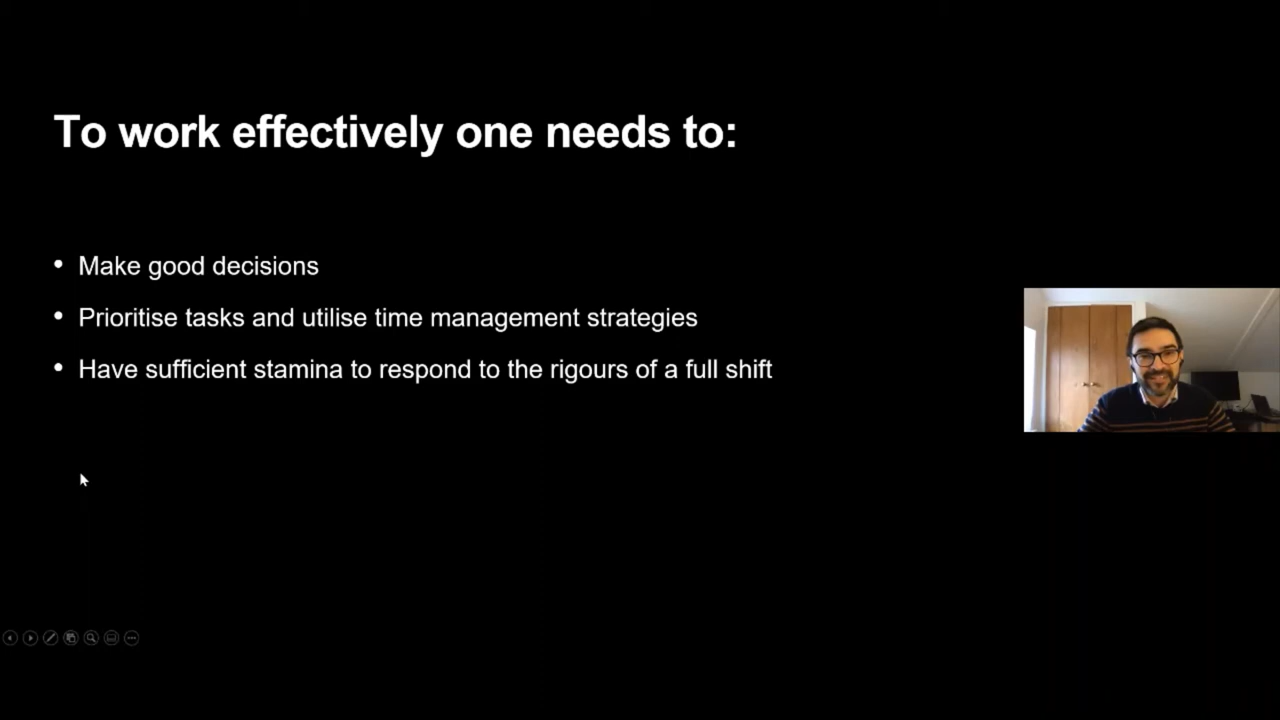 To work effectively one needs to:
• Make good decisions
• Prioritise tasks and utilise time management strategies
• Have sufficient stamina to respond to the rigours of a full shift